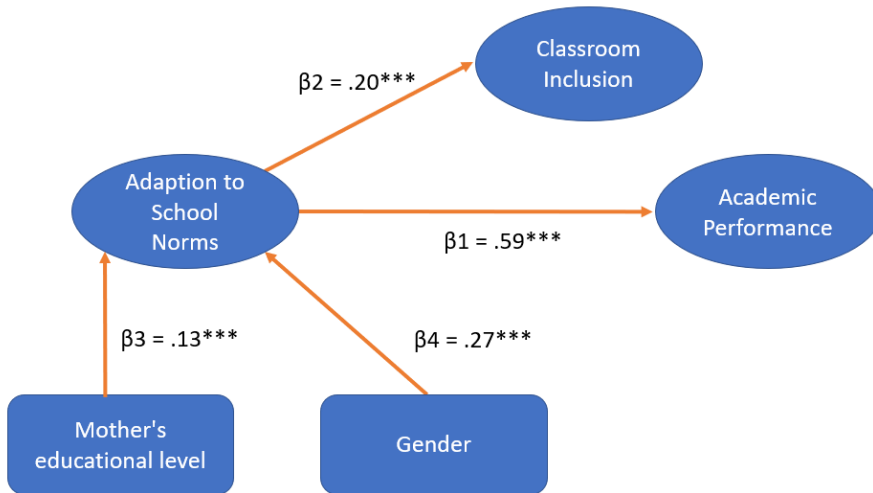 Classroom
Inclusion
β2 = .20***
Adaption to
School
Norms
Academic
Performance
β1 = .59***
β3 = .13***
β4 = .27***
Mother's
educational level
Gender